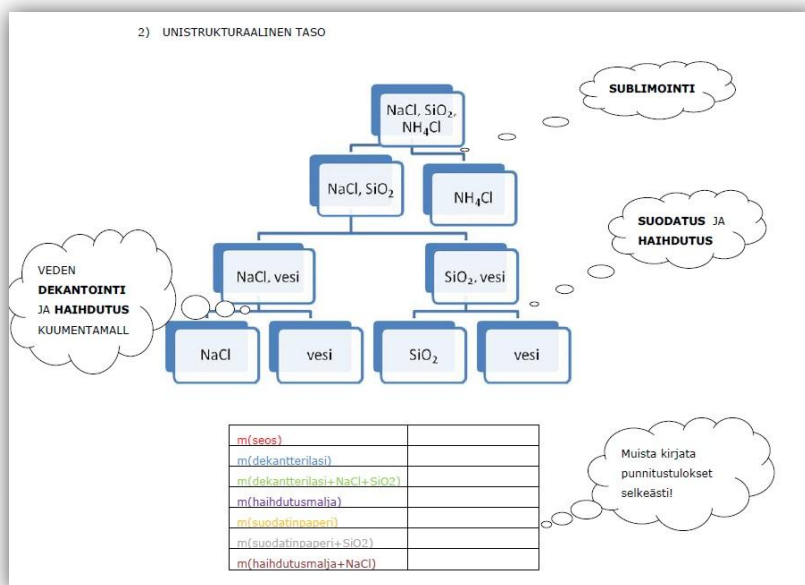 2) UNISTRUKTURAALINEN TASO
SUBLIMOINTI
NaCl, SiO₂,
NH₄Cl
NaCl, SiO₂
NH₄Cl
SUODATUS JA
HAIHDUTUS
VEDEN
DEKANTOINTI
JA HAIHDUTUS
KUUMENTAMALL
NaCl, vesi
SiO₂, vesi
NaCl
vesi
SiO₂
vesi
m(seos)
m(dekantterilasi)
m(dekantterilasi+NaCl+SiO2)
m(haihdutusmalja)
m(suodatinpaperi)
m(suodatinpaperi+SiO2)
m(haihdutusmalja+NaCl)
Muista kirjata
punnitustulokset
selkeästi!